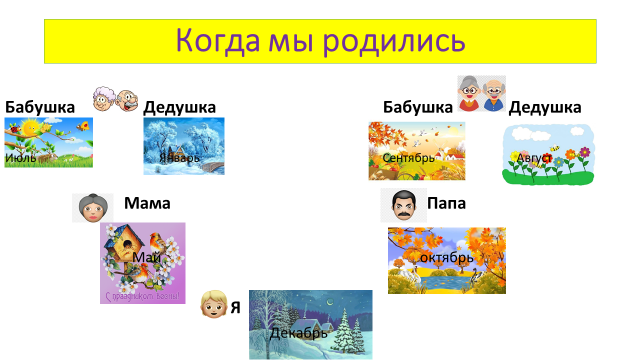 Когда мы родились
Бабушка Дедушка
Июль Январь
Бабушка Дедушка
Сентябрь Август
Мама
Май
С праздником весны!
Папа
октябрь
Я
Декабрь